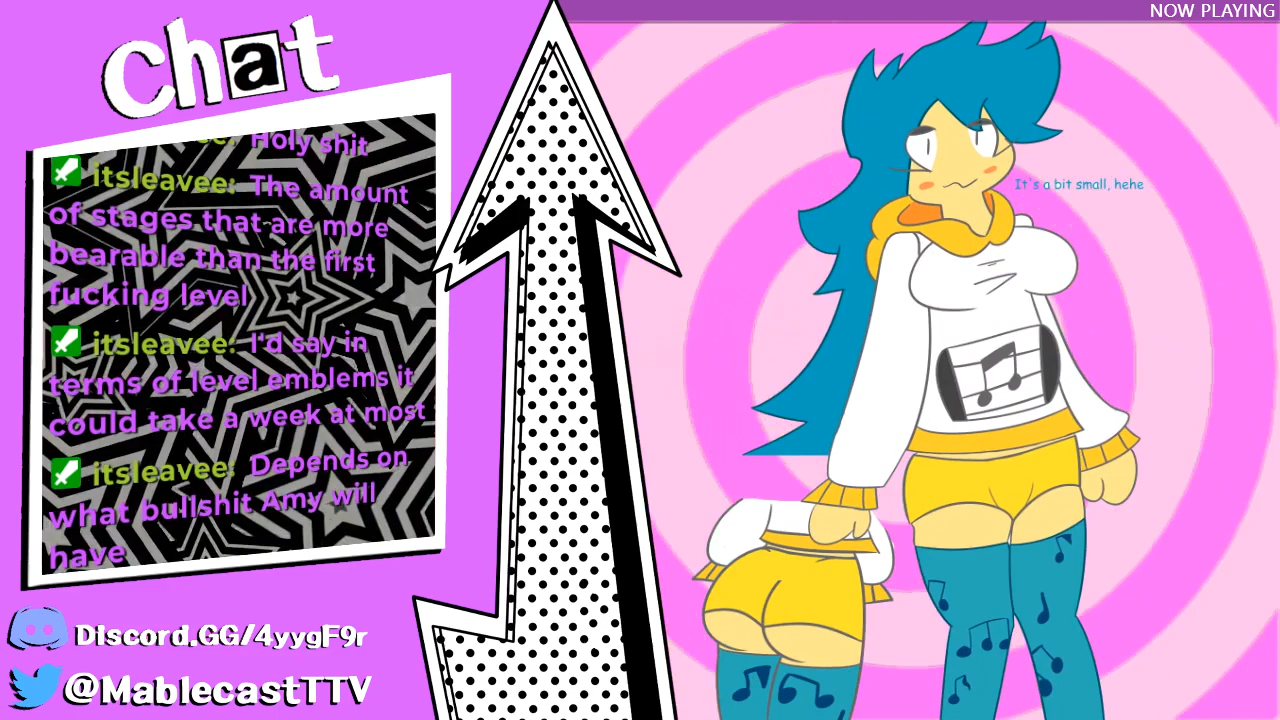 NOW PLAYING
Chat
Holy shit
itsleavee: The amount
of stages that are more
bearable than the first
fucking level
itsleavee: I'd say in
terms of level emblems it
could take a week at most
itsleavee: Depends on
what bullshit Amy will
have
It's a bit small, hehe
Discord.GG/4yygF9r
@MablecastTTV